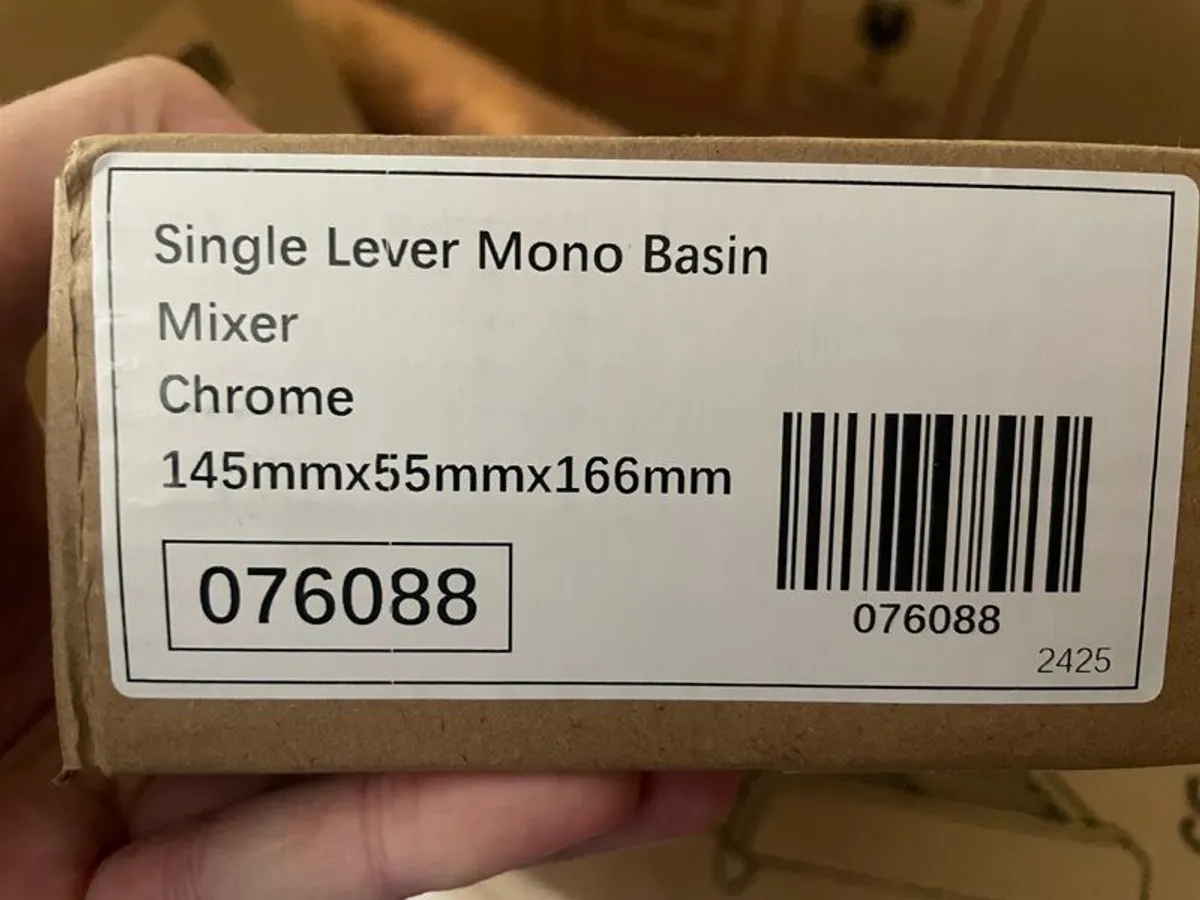 Single Lever Mono Basin
Mixer
Chrome
145mmx55mmx166mm
076088
076088
2425